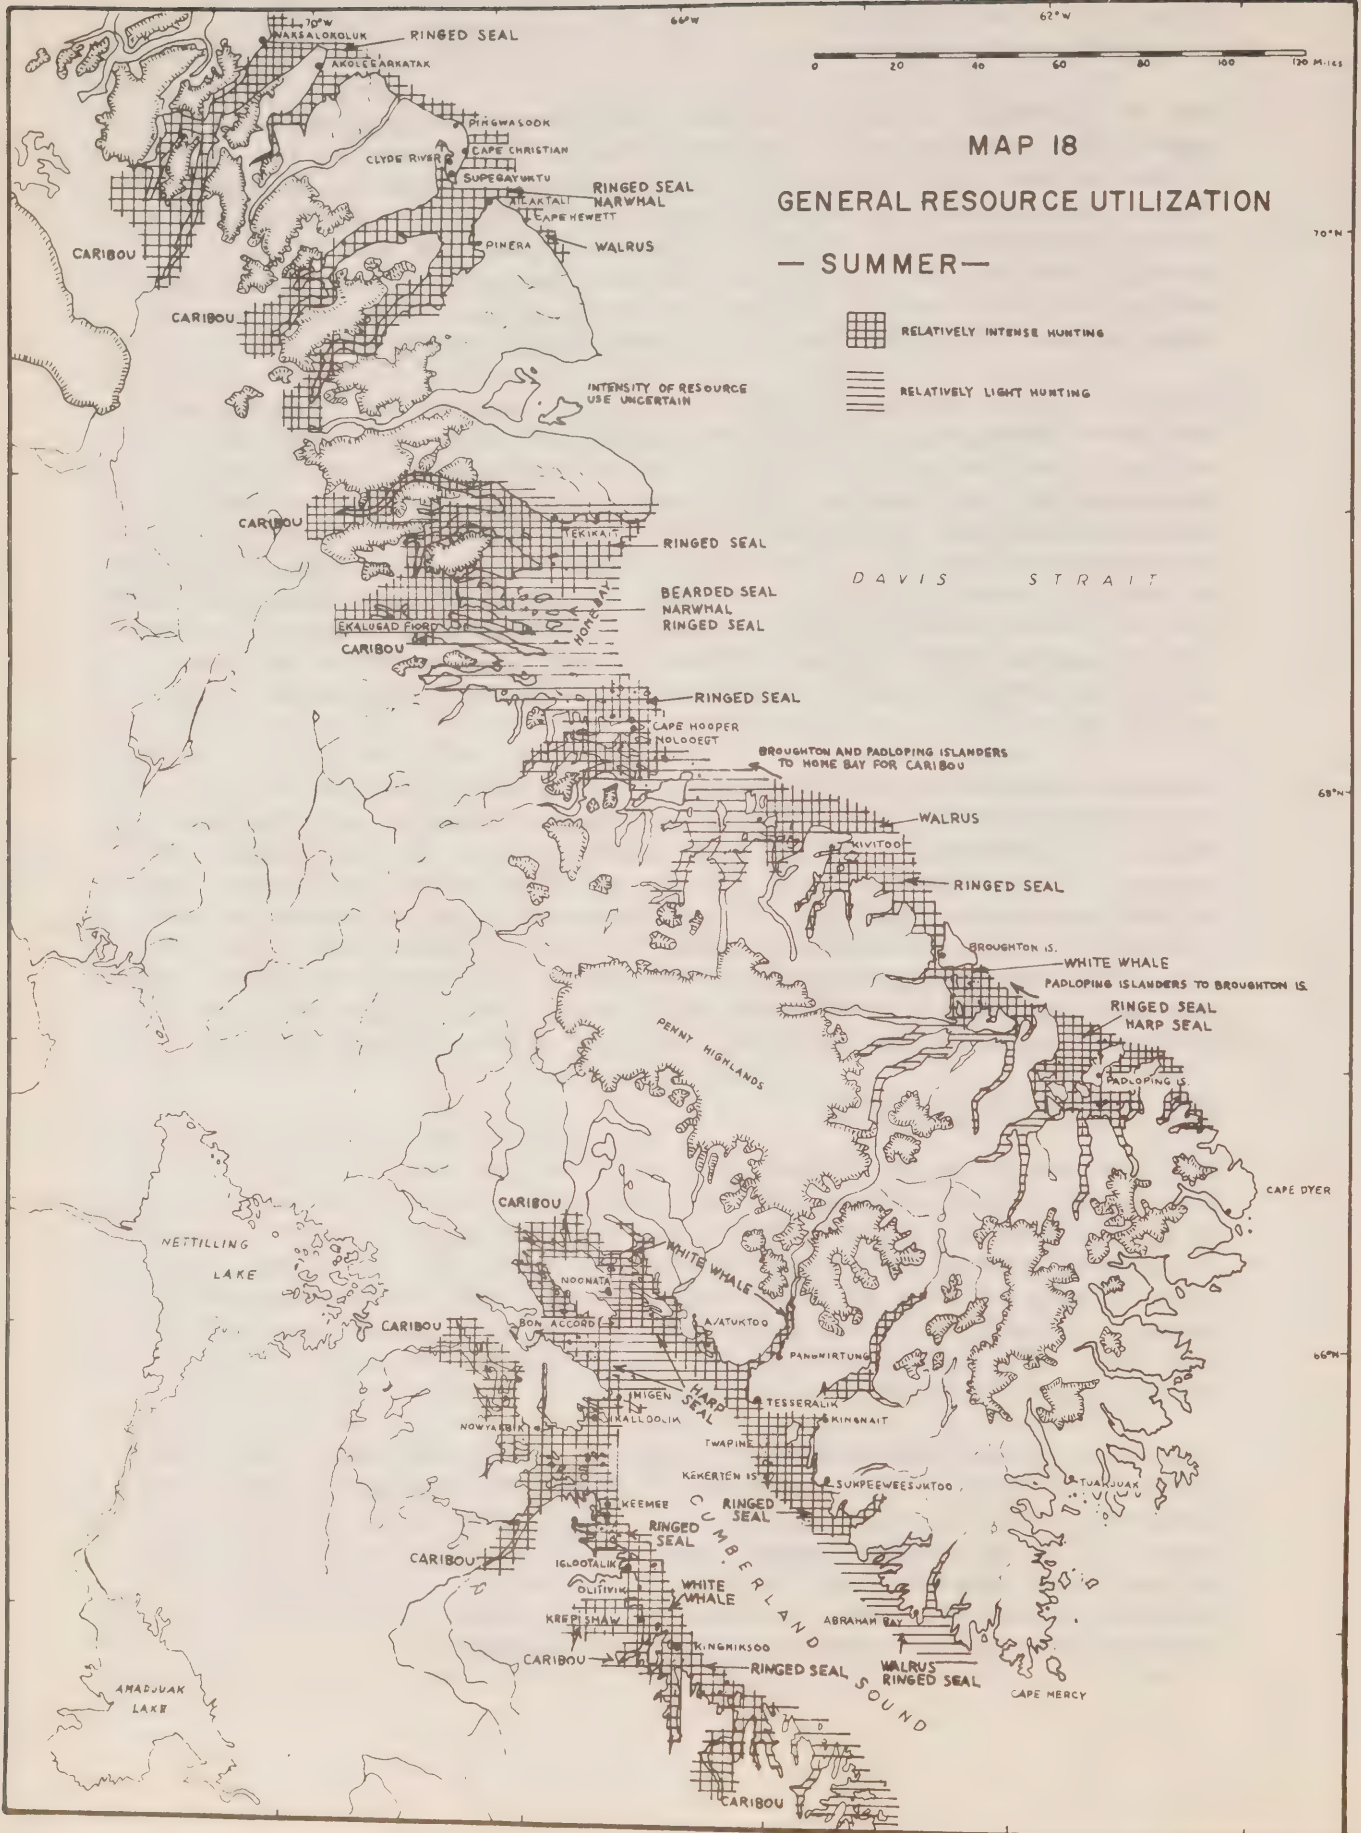 70°W
66°W
62°W
NAKSALOKOLUK
RINGED SEAL
AKOLEEARKATAK
0 20 40 60 80 100 120 Miles
PINGWASOOK
MAP 18
CLYDE RIVER
CAPE CHRISTIAN
SUPEGAYUKTU
RINGED SEAL
NARWHAL
GENERAL RESOURCE UTILIZATION
AILAKTALI
CAPE HEWETT
PINERA
WALRUS
70°N
CARIBOU
— SUMMER —
CARIBOU
RELATIVELY INTENSE HUNTING
INTENSITY OF RESOURCE
USE UNCERTAIN
RELATIVELY LIGHT HUNTING
CARIBOU
TEKIKAIT
RINGED SEAL
DAVIS STRAIT
BEARDED SEAL
NARWHAL
RINGED SEAL
HOME BAY
EKALUGAD FIORD
CARIBOU
RINGED SEAL
CAPE HOOPER
NOLOOEGT
BROUGHTON AND PADLOPING ISLANDERS
TO HOME BAY FOR CARIBOU
68°N
WALRUS
KIVITOO
RINGED SEAL
BROUGHTON IS.
WHITE WHALE
PADLOPING ISLANDERS TO BROUGHTON IS.
RINGED SEAL
HARP SEAL
PENNY HIGHLANDS
PADLOPING IS.
CAPE DYER
CARIBOU
NETTILLING
LAKE
WHITE WHALE
NOONATA
CARIBOU
BON ACCORD
AVATUKTOO
PANGNIRTUNG
66°N
HARP
SEAL
IMIGEN
IKALLOOLIK
TESSERALIK
KINGNAIT
NOWYAKBIK
TWAPINE
KEKERTEN IS
SUKPEEWEESUKTOO
TUAKJUAK
KEEMEE
RINGED
SEAL
RINGED
SEAL
CARIBOU
IGLOOTALIK
OLITIVIK
WHITE
WHALE
CUMBERLAND SOUND
KREPISHAW
ABRAHAM BAY
KINGMIKSOO
CARIBOU
RINGED SEAL
WALRUS
RINGED SEAL
CAPE MERCY
AMADJUAK
LAKE
CARIBOU